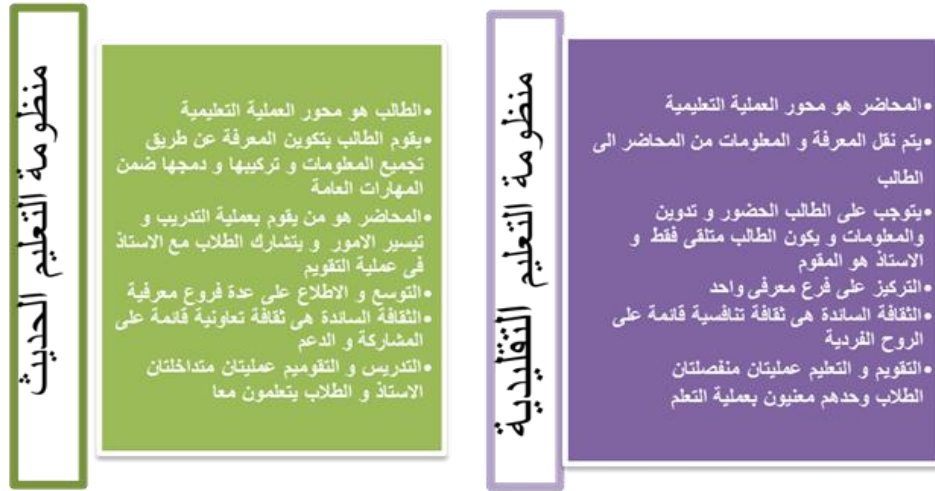 منظومة التعليم التقليدية
•المحاضر هو محور العملية التعليمية
•يتم نقل المعرفة و المعلومات من المحاضر الى
الطالب
•يتوجب على الطالب الحضور و تدوين
والمعلومات و يكون الطالب متلقى فقط و
الاستاذ هو المقوم
•التركيز على فرع معرفى واحد
•الثقافة السائدة هى ثقافة تنافسية قائمة على
الروح الفردية
•التقويم و التعليم عمليتان منفصلتان
الطلاب وحدهم معنيون بعملية التعلم
منظومة التعليم الحديث
•الطالب هو محور العملية التعليمية
•يقوم الطالب بتكوين المعرفة عن طريق
تجميع المعلومات و تركيبها و دمجها ضمن
المهارات العامة
•المحاضر هو من يقوم بعملية التدريب و
تيسير الامور و يتشارك الطلاب مع الاستاذ
فى عملية التقويم
•التوسع و الاطلاع على عدة فروع معرفية
•الثقافة السائدة هى ثقافة تعاونية قائمة على
المشاركة و الدعم
•التدريس و التقوميم عمليتان متداخلتان
الاستاذ و الطلاب يتعلمون معا